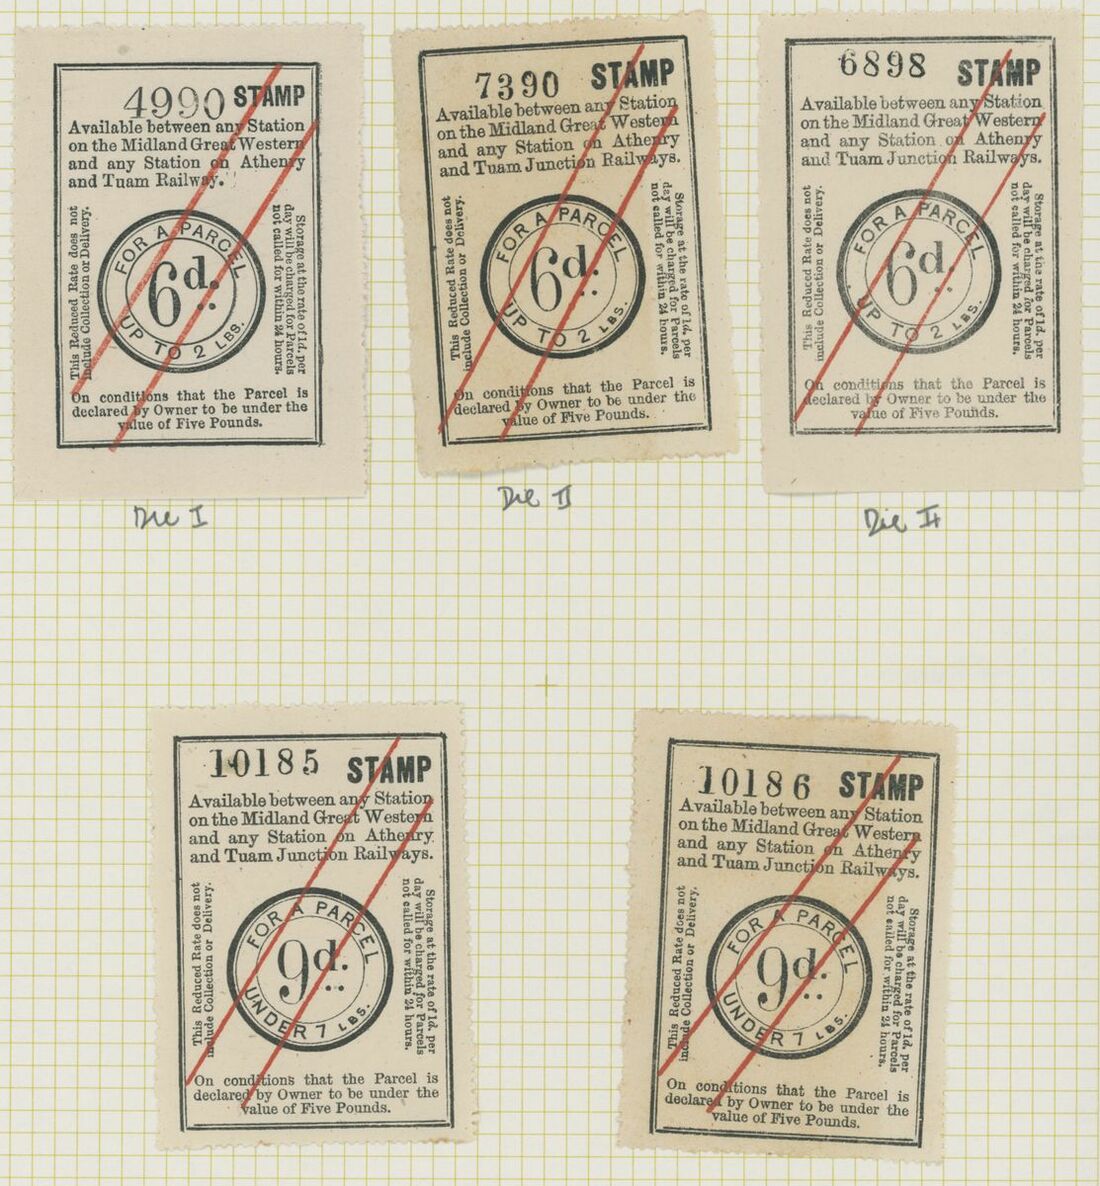 4990 STAMP
Available between any Station
on the Midland Great Western
and any Station on Athenry
and Tuam Railway.
This Reduced Rate does not
include Collection or Delivery.
FOR A PARCEL
6d.
UP TO 2 LBS.
Storage at the rate of 1d. per
day will be charged for Parcels
not called for within 24 hours.
On conditions that the Parcel is
declared by Owner to be under the
value of Five Pounds.
Die I
7390 STAMP
Available between any Station
on the Midland Great Western
and any Station on Athenry
and Tuam Junction Railways.
This Reduced Rate does not
include Collection or Delivery.
FOR A PARCEL
6d.
UP TO 2 LBS.
Storage at the rate of 1d. per
day will be charged for Parcels
not called for within 24 hours.
On conditions that the Parcel is
declared by Owner to be under the
value of Five Pounds.
Die II
6898 STAMP
Available between any Station
on the Midland Great Western
and any Station on Athenry
and Tuam Junction Railways.
This Reduced Rate does not
include Collection or Delivery.
FOR A PARCEL
6d.
UP TO 2 LBS.
Storage at the rate of 1d. per
day will be charged for Parcels
not called for within 24 hours.
On conditions that the Parcel is
declared by Owner to be under the
value of Five Pounds.
Die II
10185 STAMP
Available between any Station
on the Midland Great Western
and any Station on Athenry
and Tuam Junction Railways.
This Reduced Rate does not
include Collection or Delivery.
FOR A PARCEL
9d.
UNDER 7 LBS.
Storage at the rate of 1d. per
day will be charged for Parcels
not called for within 24 hours.
On conditions that the Parcel is
declared by Owner to be under the
value of Five Pounds.
10186 STAMP
Available between any Station
on the Midland Great Western
and any Station on Athenry
and Tuam Junction Railways.
This Reduced Rate does not
include Collection or Delivery.
FOR A PARCEL
9d.
UNDER 7 LBS.
Storage at the rate of 1d. per
day will be charged for Parcels
not called for within 24 hours.
On conditions that the Parcel is
declared by Owner to be under the
value of Five Pounds.